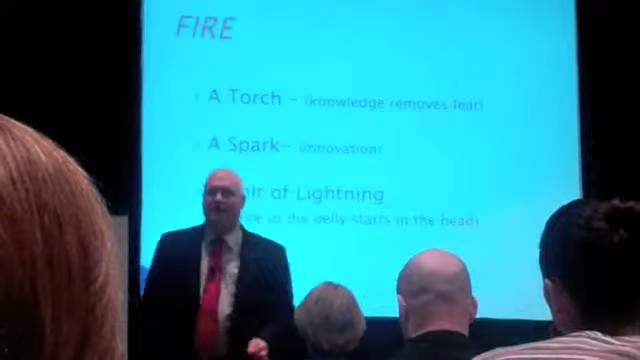 FIRE
A Torch – (knowledge removes fear)
A Spark– (innovation)
of Lightning
in the belly starts in the head)